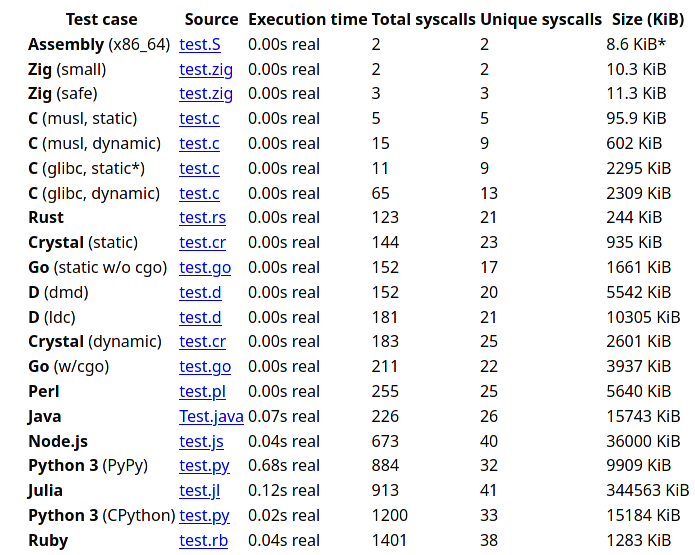 Test case Source Execution time Total syscalls Unique syscalls Size (KiB)
Assembly (x86_64) test.S 0.00s real 2 2 8.6 KiB*
Zig (small) test.zig 0.00s real 2 2 10.3 KiB
Zig (safe) test.zig 0.00s real 3 3 11.3 KiB
C (musl, static) test.c 0.00s real 5 5 95.9 KiB
C (musl, dynamic) test.c 0.00s real 15 9 602 KiB
C (glibc, static*) test.c 0.00s real 11 9 2295 KiB
C (glibc, dynamic) test.c 0.00s real 65 13 2309 KiB
Rust test.rs 0.00s real 123 21 244 KiB
Crystal (static) test.cr 0.00s real 144 23 935 KiB
Go (static w/o cgo) test.go 0.00s real 152 17 1661 KiB
D (dmd) test.d 0.00s real 152 20 5542 KiB
D (ldc) test.d 0.00s real 181 21 10305 KiB
Crystal (dynamic) test.cr 0.00s real 183 25 2601 KiB
Go (w/cgo) test.go 0.00s real 211 22 3937 KiB
Perl test.pl 0.00s real 255 25 5640 KiB
Java Test.java 0.07s real 226 26 15743 KiB
Node.js test.js 0.04s real 673 40 36000 KiB
Python 3 (PyPy) test.py 0.68s real 884 32 9909 KiB
Julia test.jl 0.12s real 913 41 344563 KiB
Python 3 (CPython) test.py 0.02s real 1200 33 15184 KiB
Ruby test.rb 0.04s real 1401 38 1283 KiB